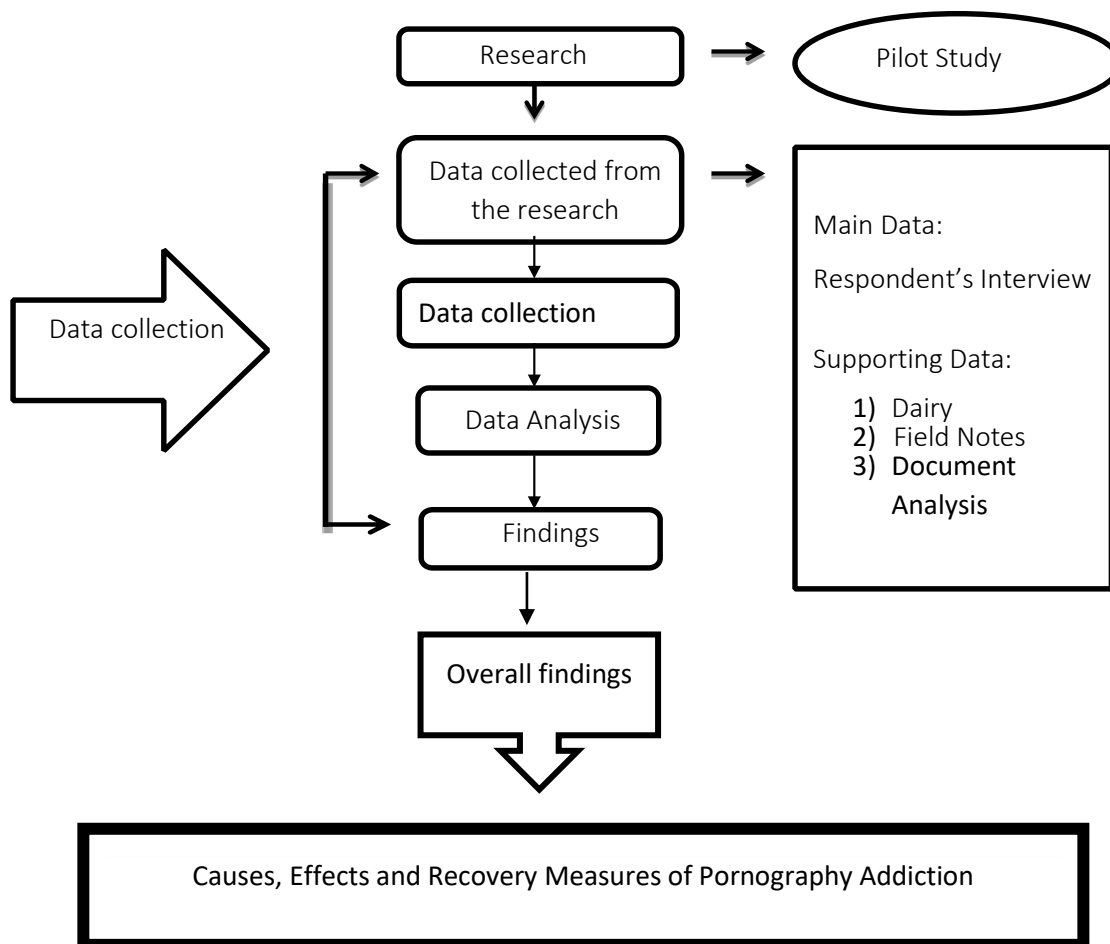 Research
Pilot Study
Data collected from
the research
Main Data:
Respondent’s Interview
Supporting Data:
1) Dairy
2) Field Notes
3) Document
Analysis
Data collection
Data collection
Data Analysis
Findings
Overall findings
Causes, Effects and Recovery Measures of Pornography Addiction